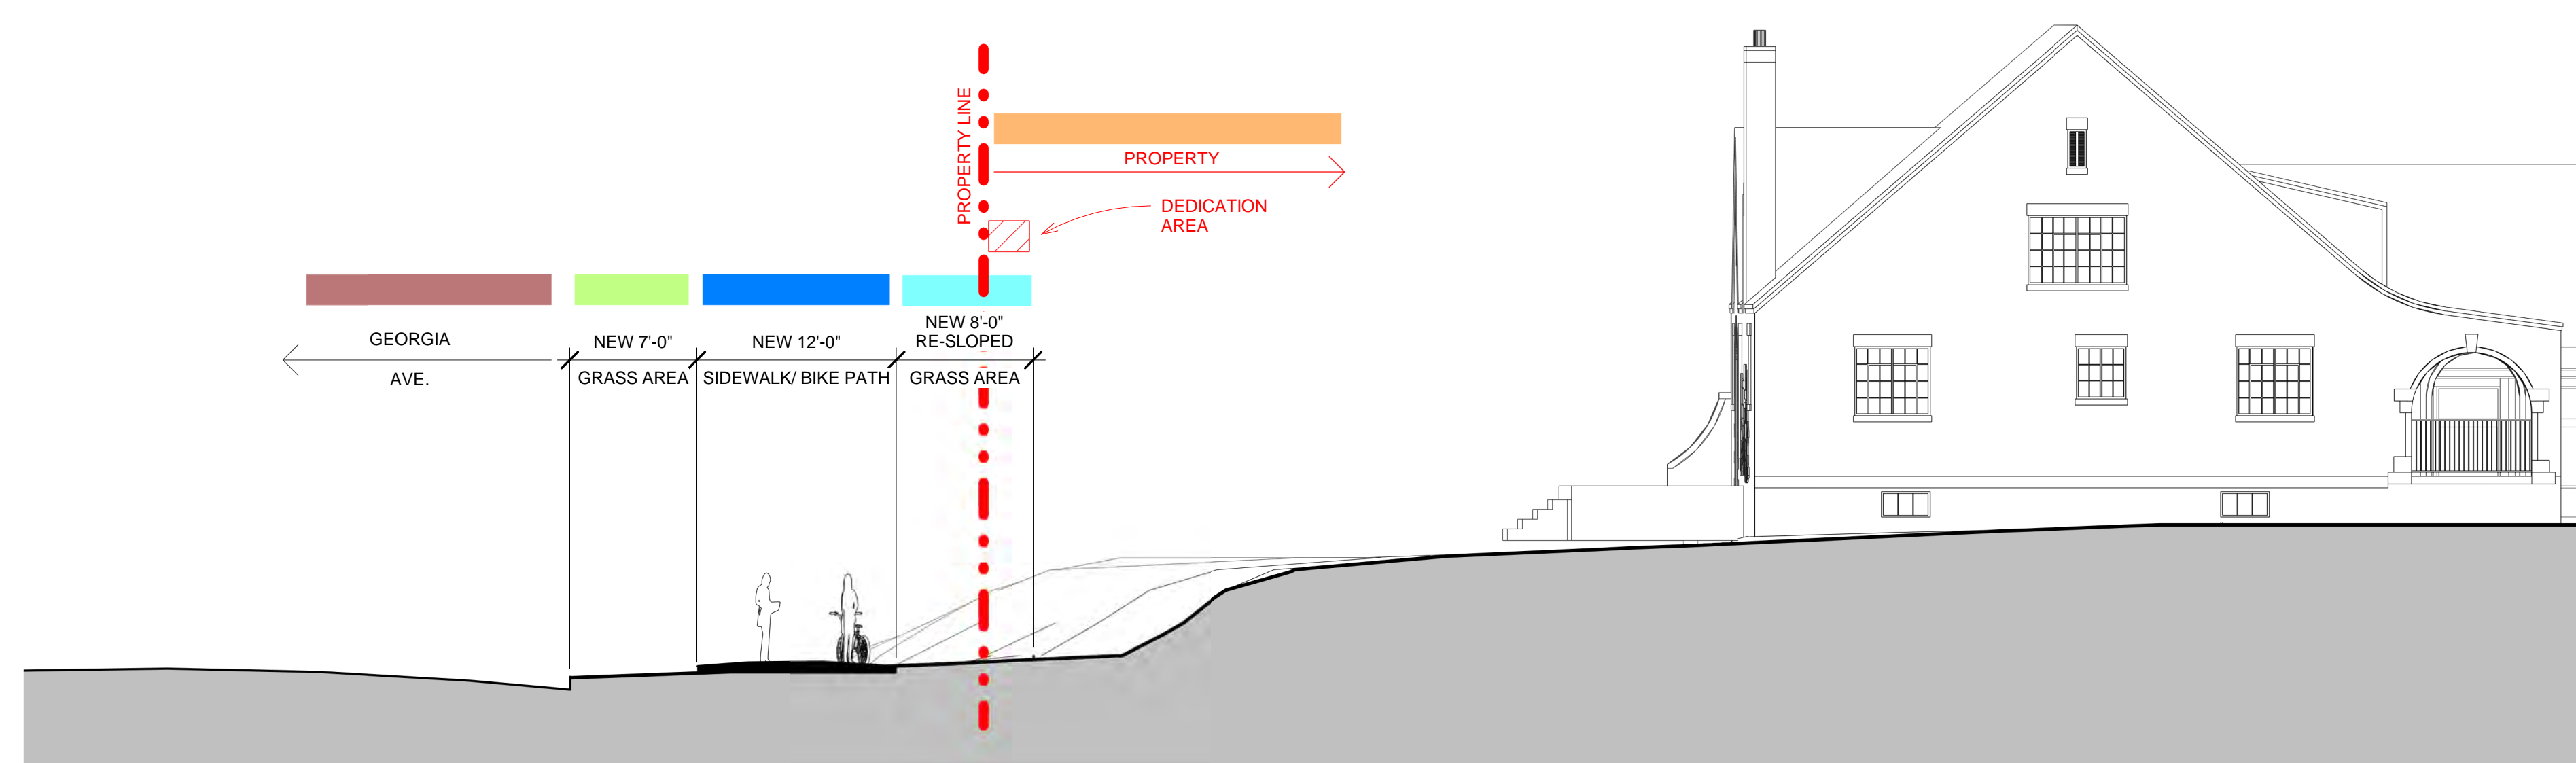 PROPERTY LINE
PROPERTY
DEDICATION
AREA
GEORGIA
AVE.
NEW 7'-0"
GRASS AREA
NEW 12'-0"
SIDEWALK/ BIKE PATH
NEW 8'-0"
RE-SLOPED
GRASS AREA